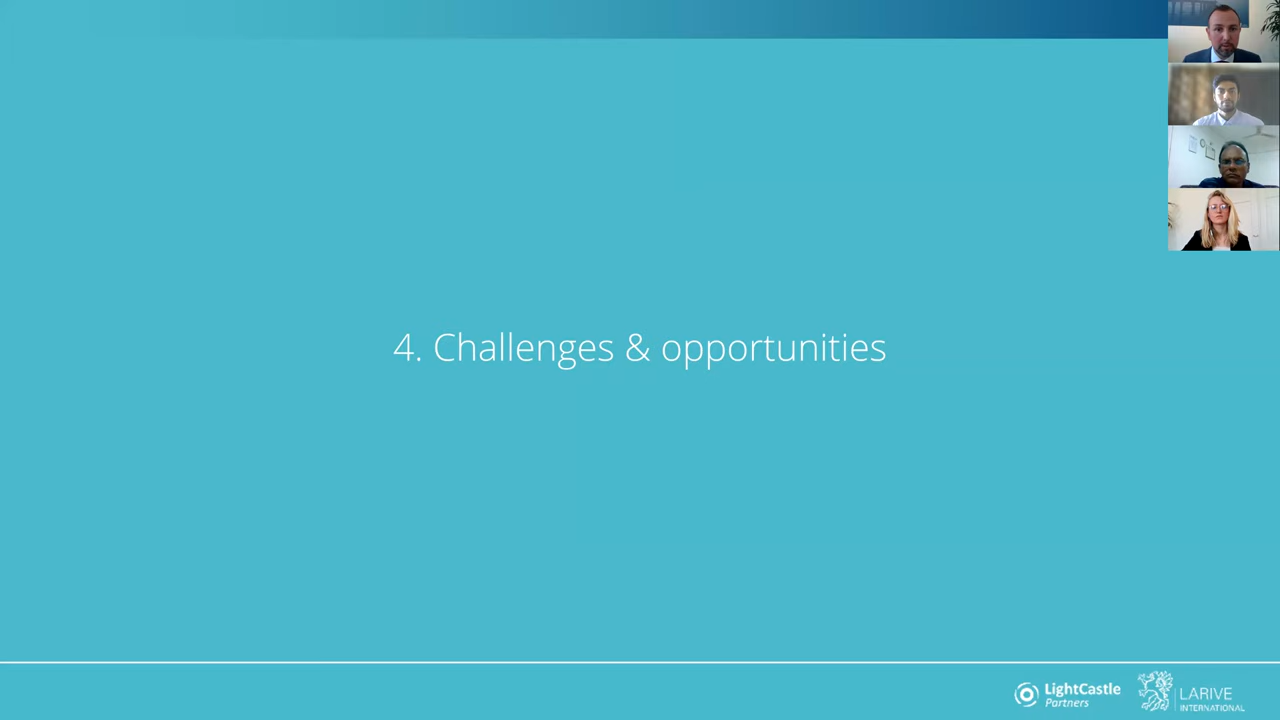 4. Challenges & opportunities
LightCastle
Partners
LARIVE
INTERNATIONAL